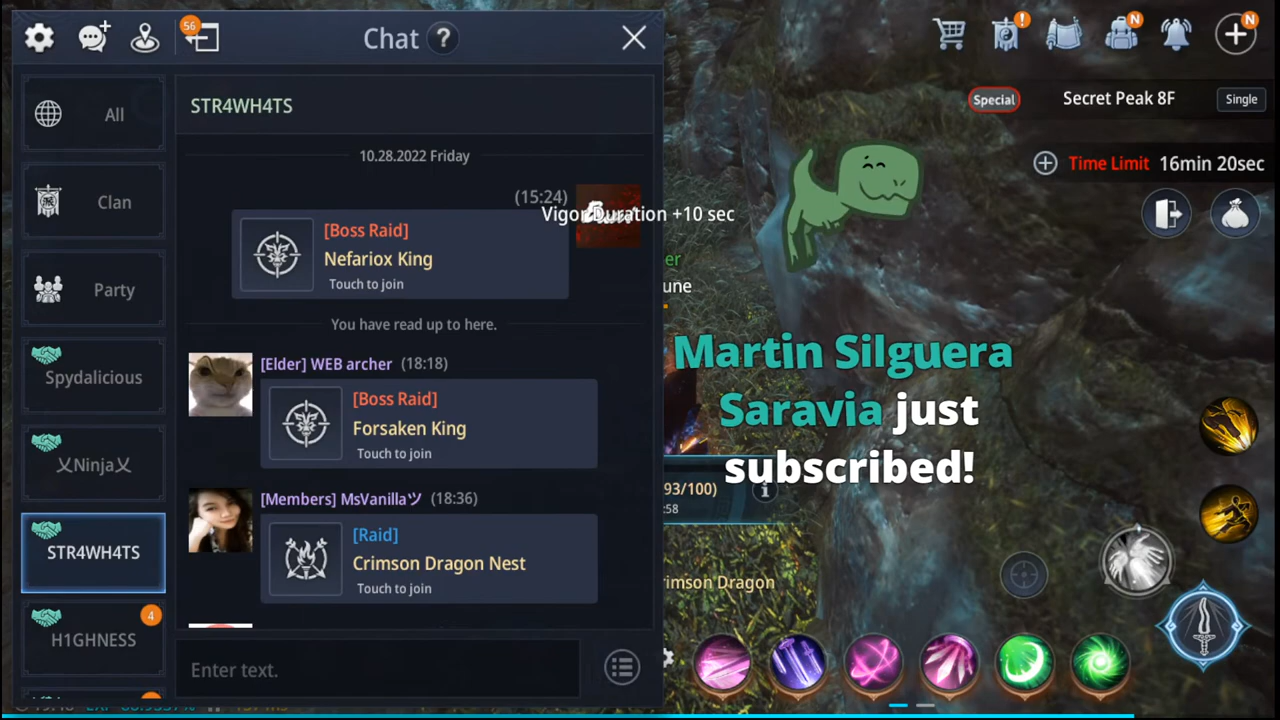 56
Chat ?
All
Clan
Party
Spydalicious
乂Ninja乂
STR4WH4TS
4
H1GHNESS
STR4WH4TS
10.28.2022 Friday
(15:24)
[Boss Raid]
Nefariox King
Touch to join
You have read up to here.
[Elder] WEB archer (18:18)
[Boss Raid]
Forsaken King
Touch to join
[Members] MsVanillaツ (18:36)
[Raid]
Crimson Dragon Nest
Touch to join
Enter text.
Vigor Duration +10 sec
er
une
93/100)
:58
rimson Dragon
Martin Silguera
Saravia just
subscribed!
!
N
N
Special
Secret Peak 8F
Single
Time Limit 16min 20sec